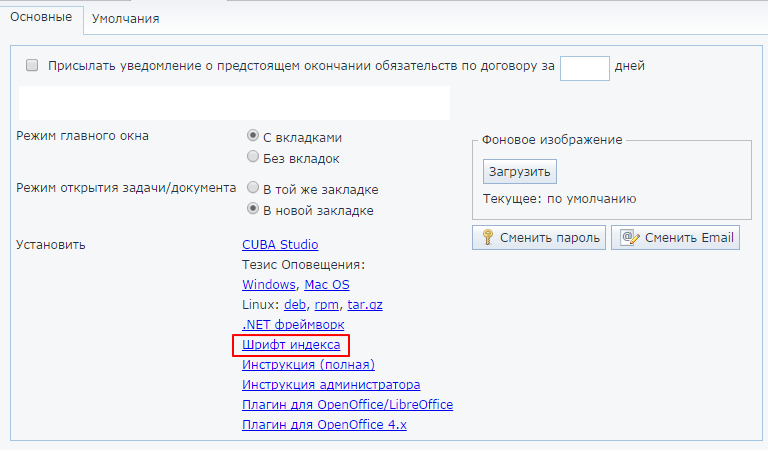 Основные
Умолчания
Присылать уведомление о предстоящем окончании обязательств по договору за дней
Режим главного окна
С вкладками
Без вкладок
Режим открытия задачи/документа
В той же закладке
В новой закладке
Фоновое изображение
Загрузить
Текущее: по умолчанию
Сменить пароль
Сменить Email
Установить
CUBA Studio
Тезис Оповещения:
Windows, Mac OS
Linux: deb, rpm, tar.gz
.NET фреймворк
Шрифт индекса
Инструкция (полная)
Инструкция администратора
Плагин для OpenOffice/LibreOffice
Плагин для OpenOffice 4.x